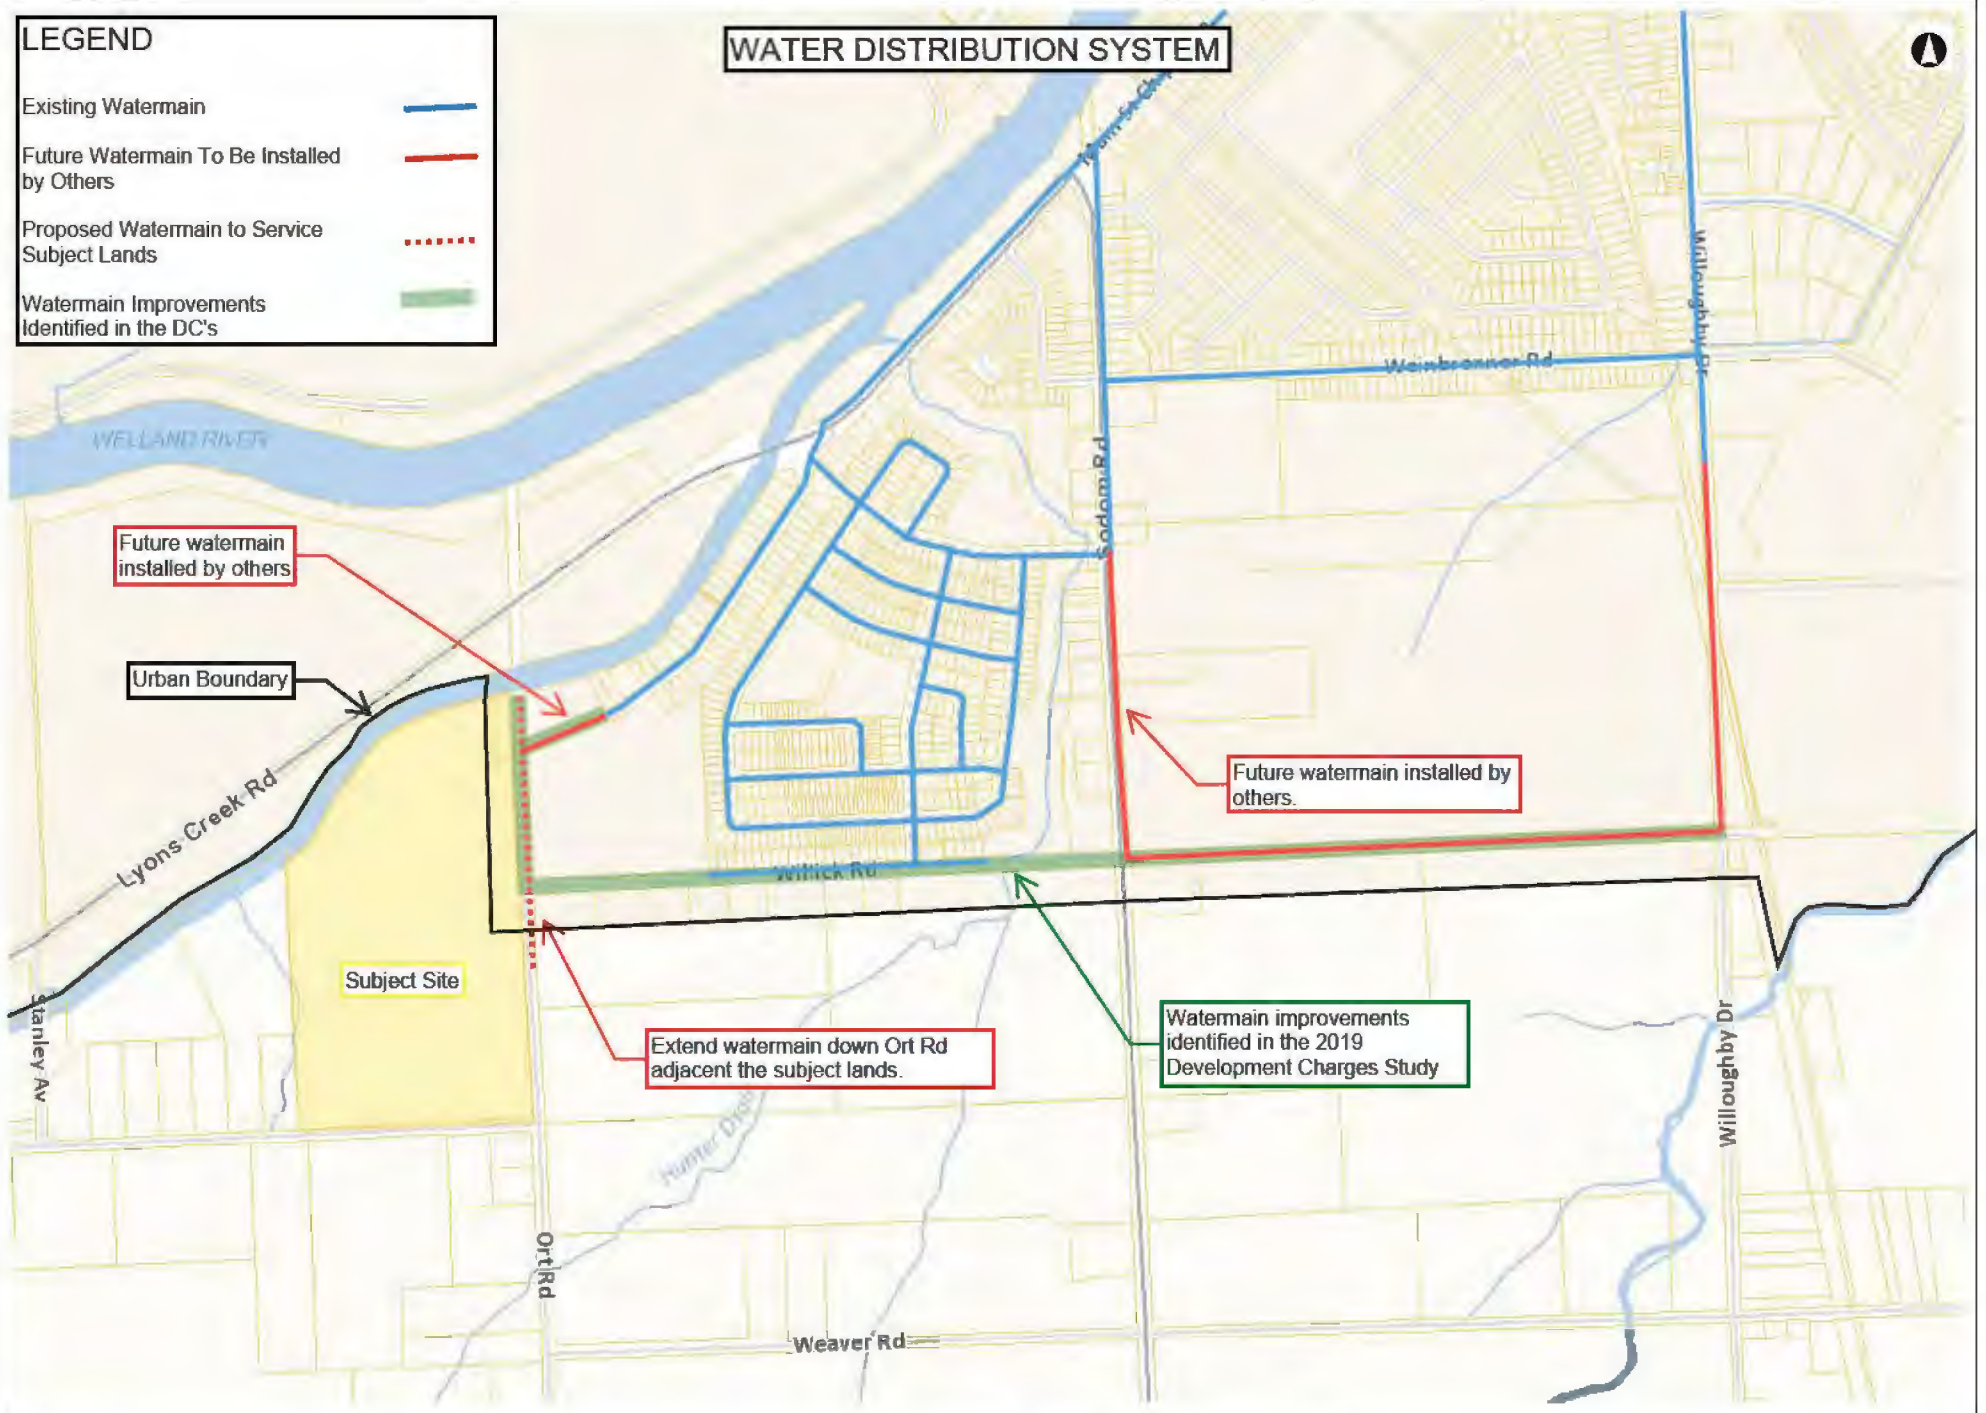 LEGEND
WATER DISTRIBUTION SYSTEM
Existing Watermain
Future Watermain To Be Installed
by Others
Proposed Watermain to Service
Subject Lands
Watermain Improvements
Identified in the DC's
WELLAND RIVER
Weinbrenner Rd
Willoughby Dr
Sodom Rd
Future watermain
installed by others
Urban Boundary
Lyons Creek Rd
Future watermain installed by
others.
Willick Rd
Subject Site
Stanley Av
Extend watermain down Ort Rd
adjacent the subject lands.
Watermain improvements
identified in the 2019
Development Charges Study
Willoughby Dr
Hunter Drain
Ort Rd
Weaver Rd